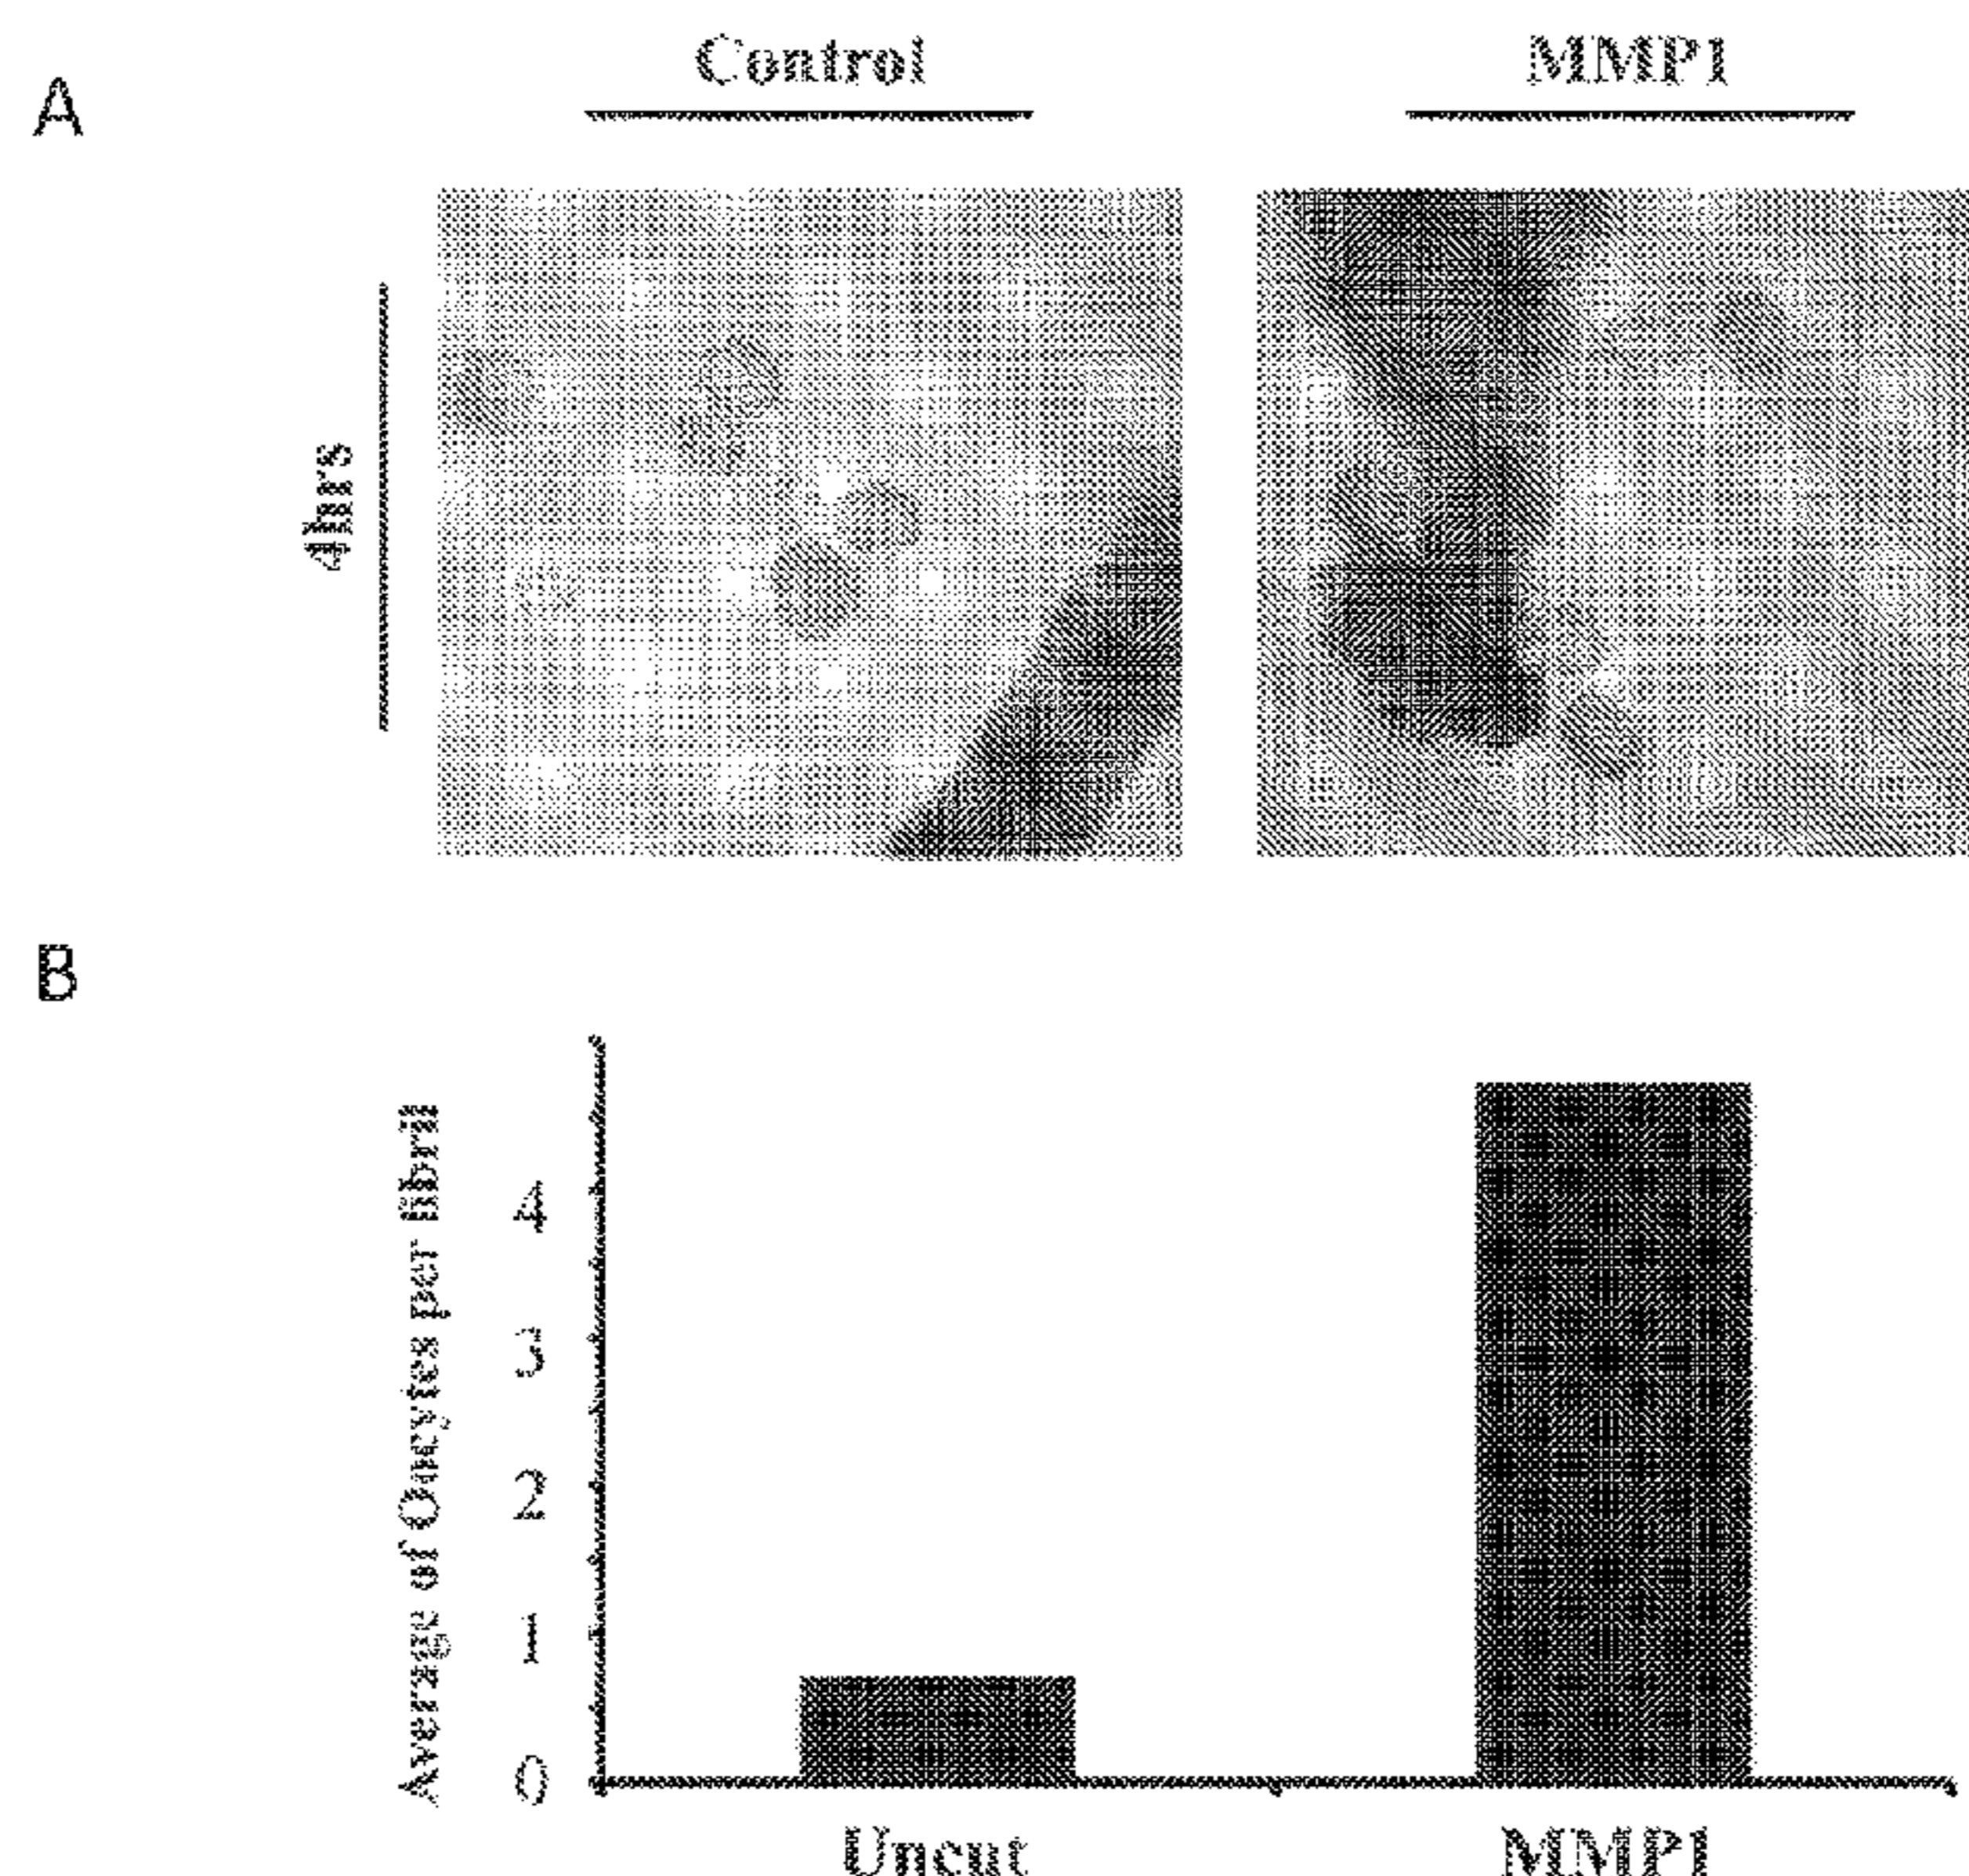 Control MMP1
A
4hrs
B
Average of Oocytes per fibril
4
3
2
1
0
Uncut MMP1